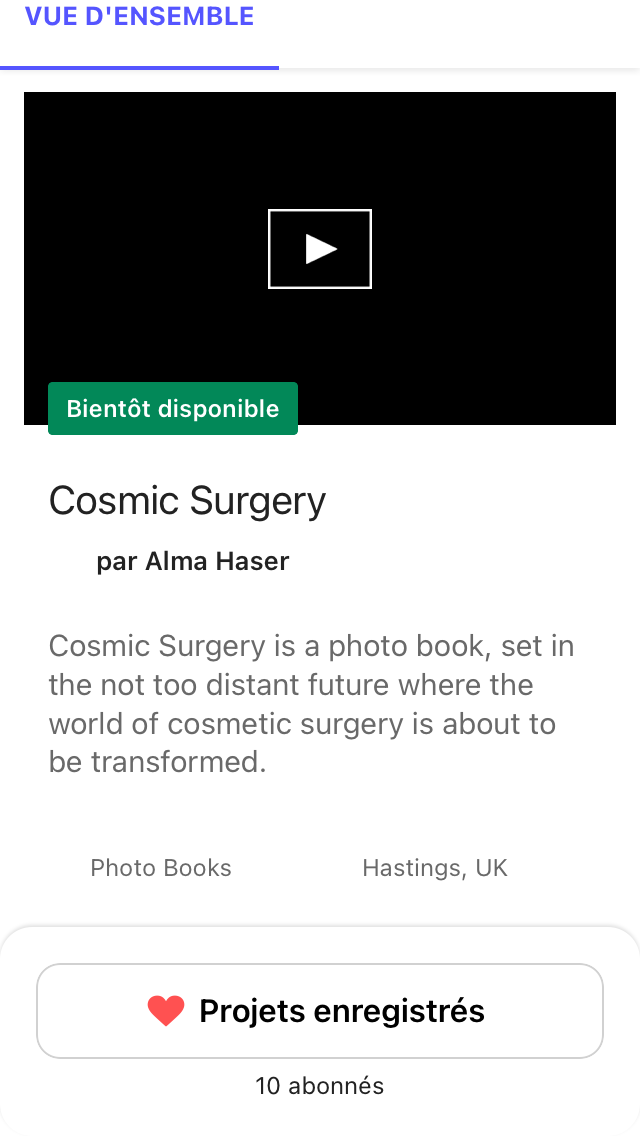 VUE D'ENSEMBLE
Bientôt disponible
Cosmic Surgery
par Alma Haser
Cosmic Surgery is a photo book, set in
the not too distant future where the
world of cosmetic surgery is about to
be transformed.
Photo Books
Hastings, UK
Projets enregistrés
10 abonnés